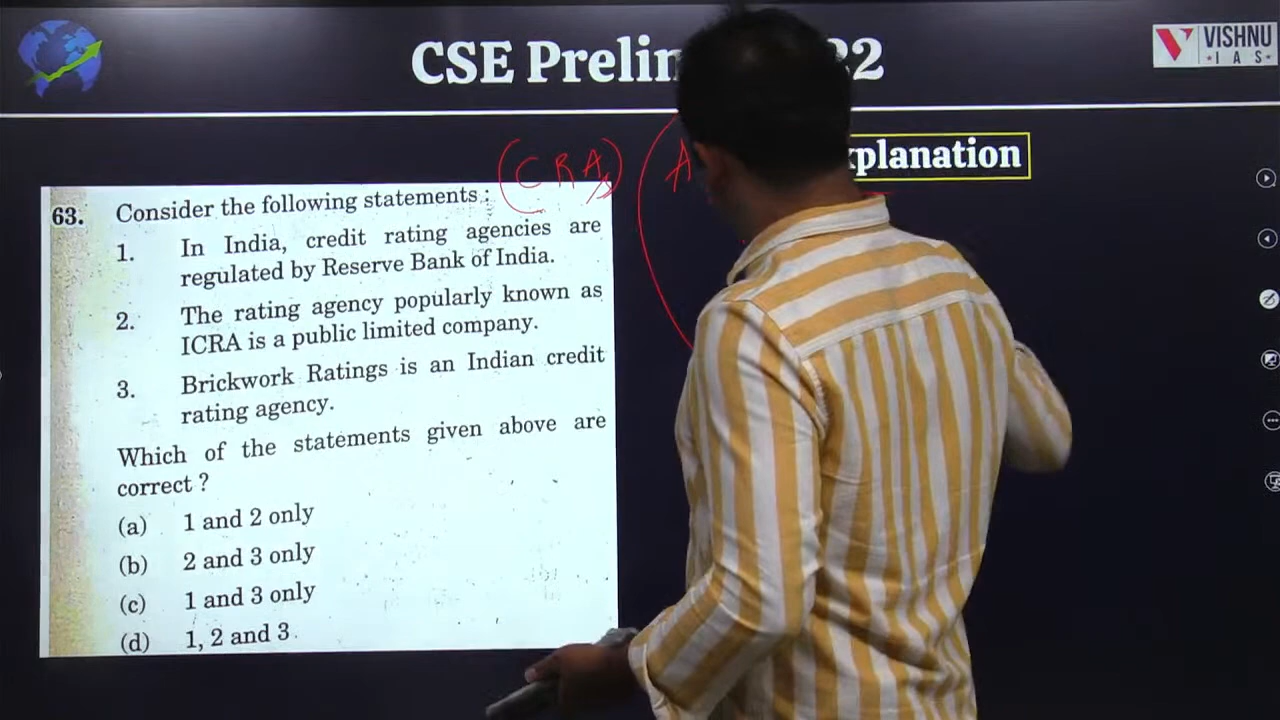 CSE Prelim
22
VISHNU
IAS
xplanation
(CRA)
A
63. Consider the following statements :
1. In India, credit rating agencies are
regulated by Reserve Bank of India.
2. The rating agency popularly known as
ICRA is a public limited company.
3. Brickwork Ratings is an Indian credit
rating agency.
Which of the statements given above are
correct ?
(a) 1 and 2 only
(b) 2 and 3 only
(c) 1 and 3 only
(d) 1, 2 and 3